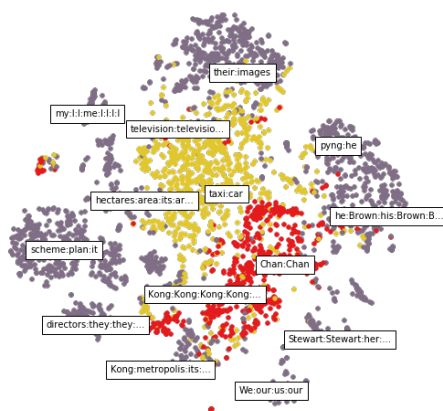 their:images
my:I:I:me:I:I:I:I
television:televisio...
pyng:he
hectares:area:its:ar...
taxi:car
he:Brown:his:Brown:B...
scheme:plan:it
Chan:Chan
Kong:Kong:Kong:Kong:...
directors:they:they:...
Stewart:Stewart:her:...
Kong:metropolis:its:...
We:our:us:our